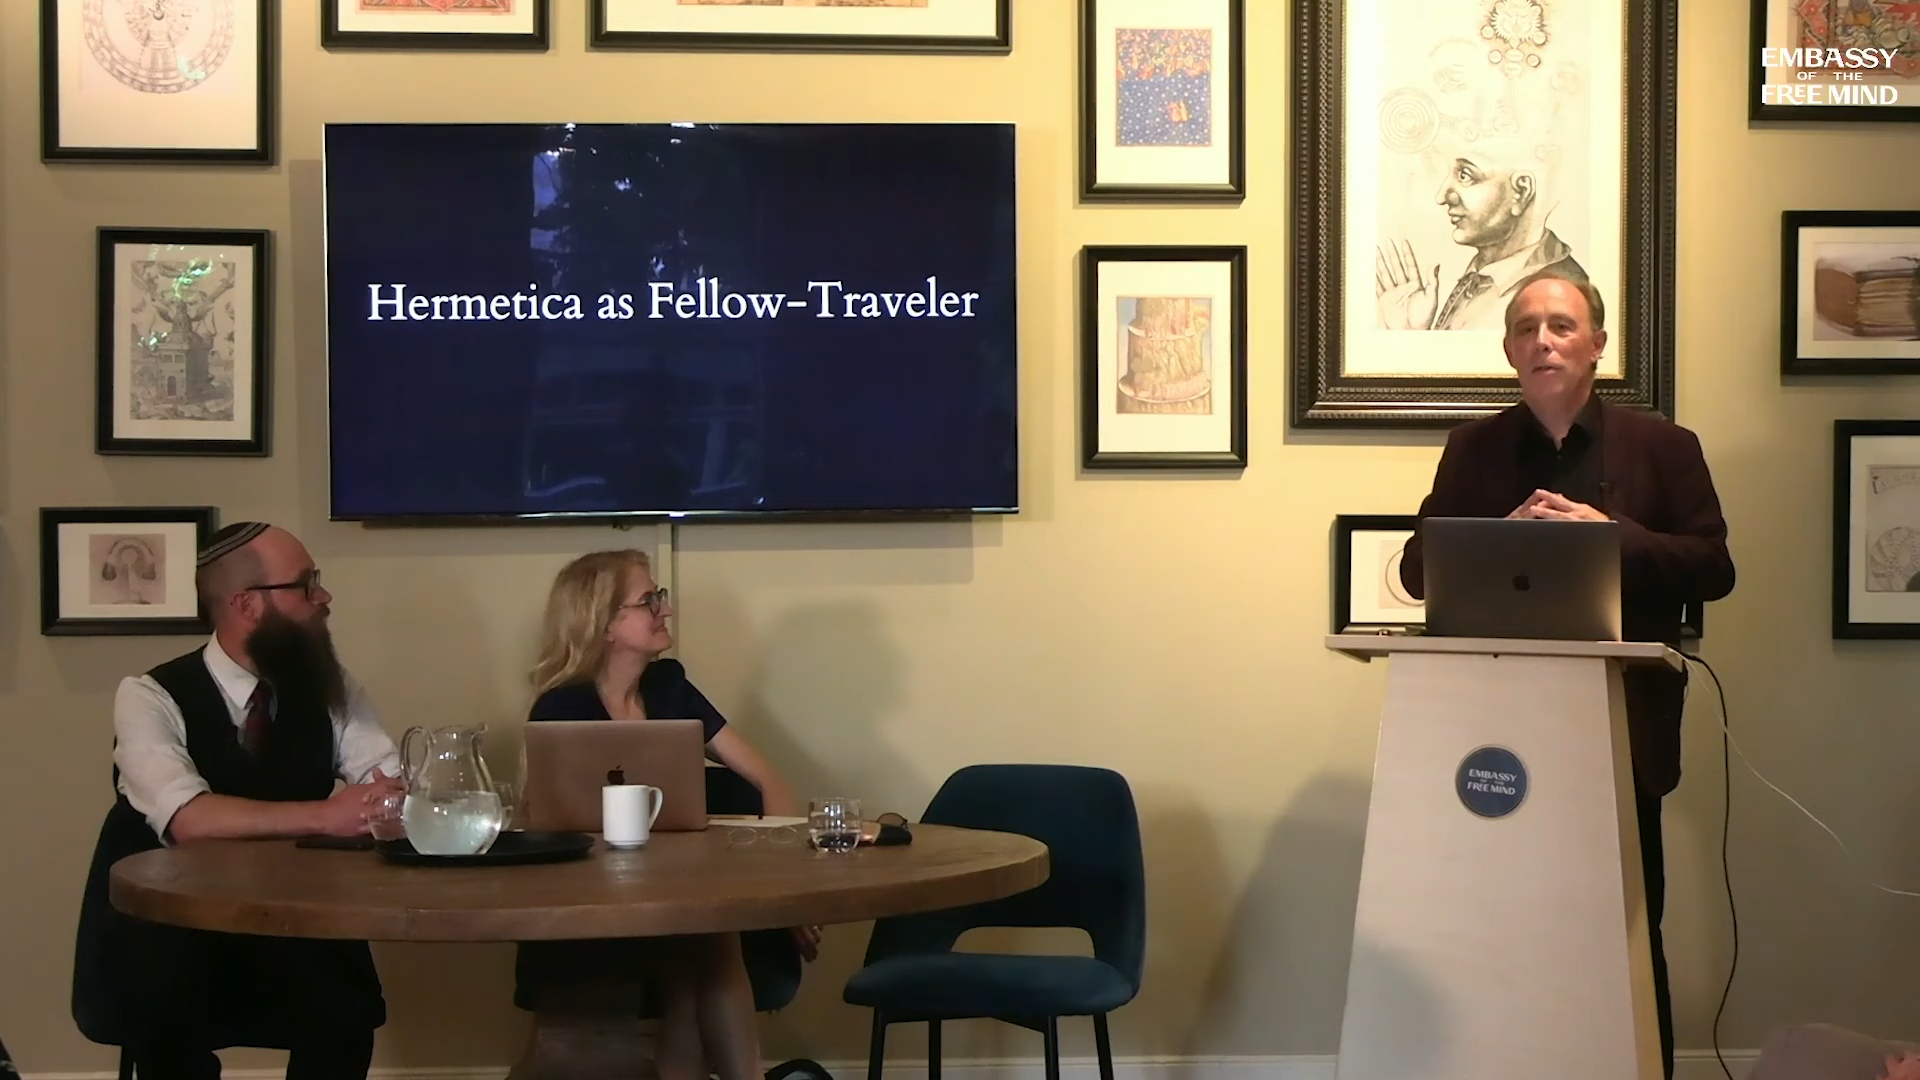 EMBASSY
OF THE
FREE MIND
Hermetica as Fellow-Traveler
EMBASSY
OF THE
FREE MIND